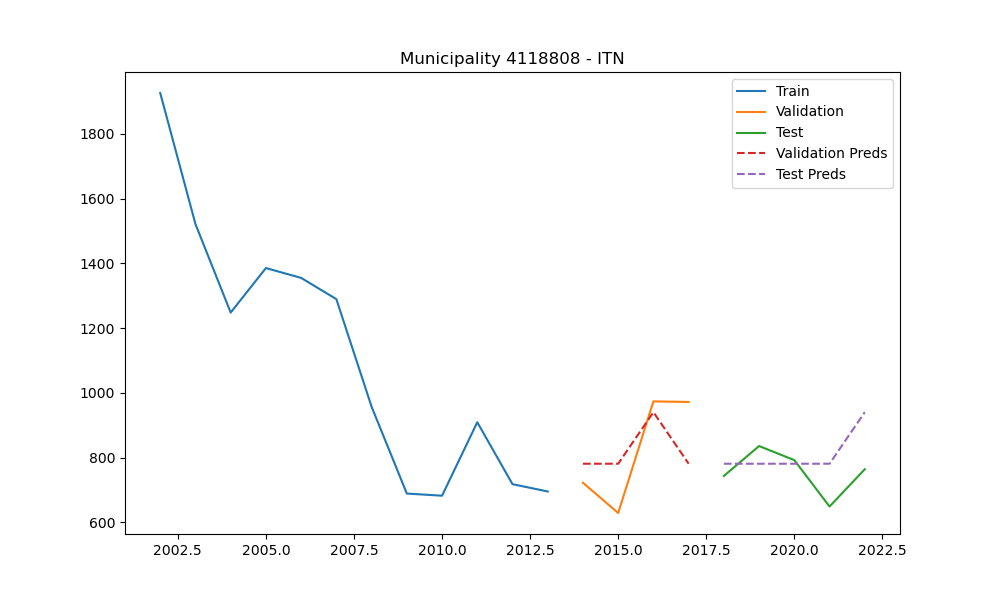 Municipality 4118808 - ITN
Train
Validation
Test
Validation Preds
Test Preds
1800
1600
1400
1200
1000
800
600
2002.5 2005.0 2007.5 2010.0 2012.5 2015.0 2017.5 2020.0 2022.5